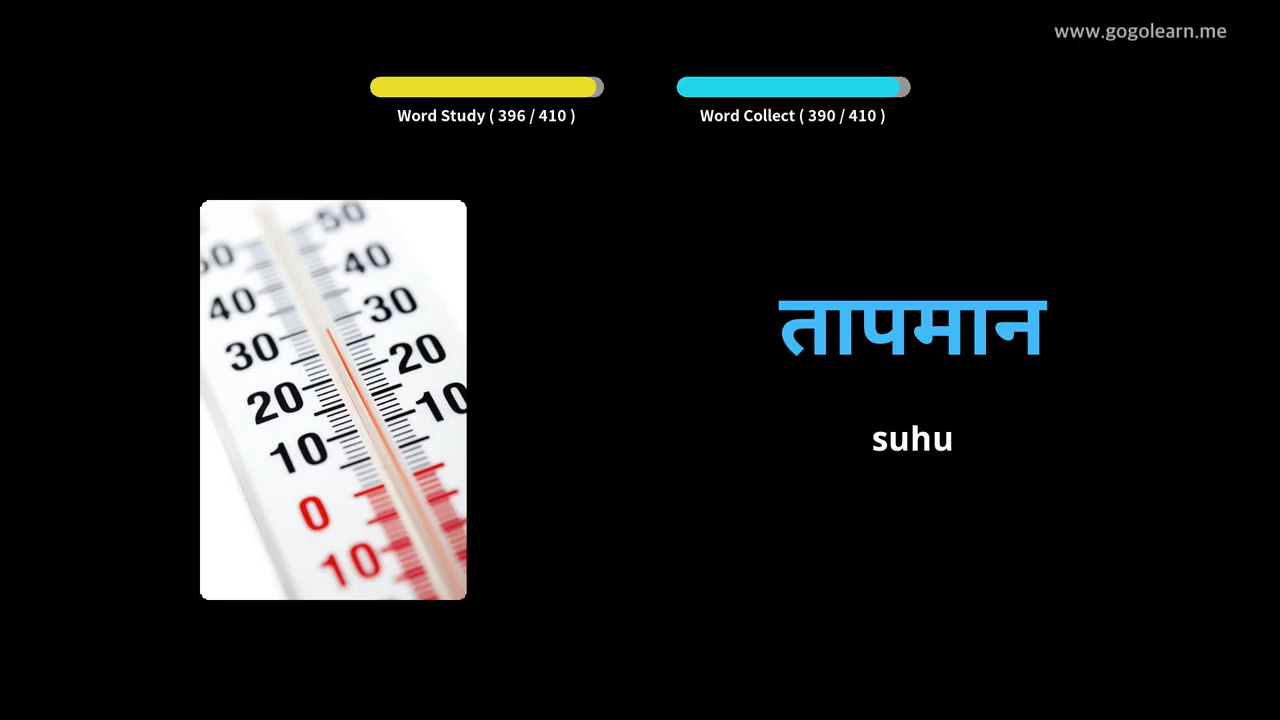 www.gogolearn.me
Word Study ( 396 / 410 )
Word Collect ( 390 / 410 )
50
50
40
40
30
30
20
20
10
10
0
10
तापमान
suhu